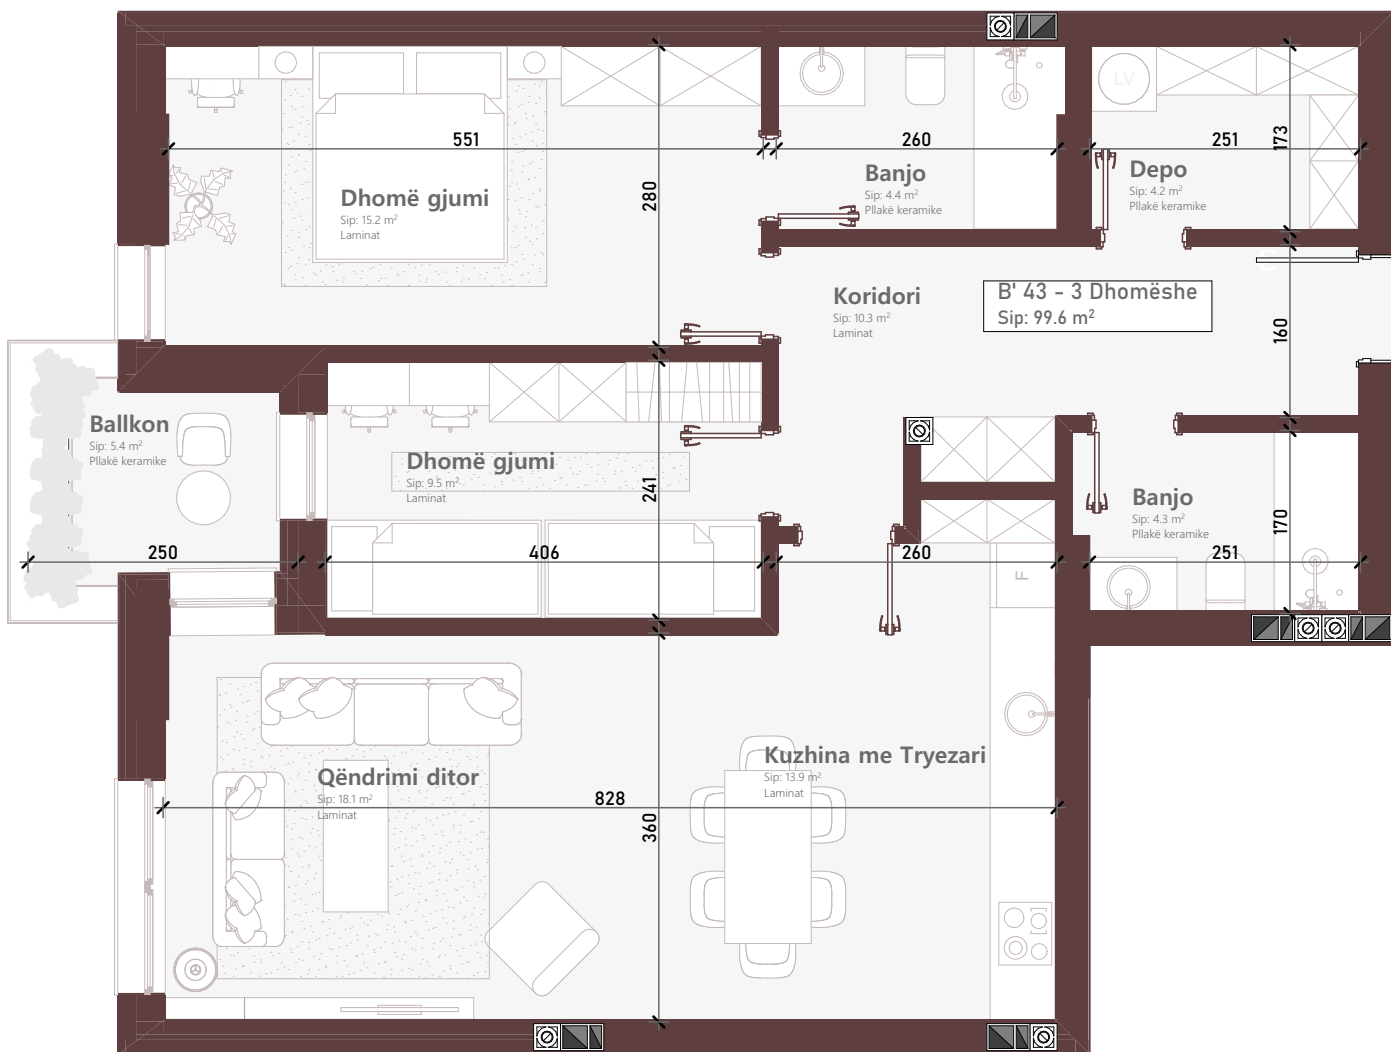 LV
551
260
251
173
Dhomë gjumi
Sip: 15.2 m²
Laminat
280
Banjo
Sip: 4.4 m²
Pllakë keramike
Depo
Sip: 4.2 m²
Pllakë keramike
Koridori
Sip: 10.3 m²
Laminat
B' 43 - 3 Dhomëshe
Sip: 99.6 m²
160
Ballkon
Sip: 5.4 m²
Pllakë keramike
Dhomë gjumi
Sip: 9.5 m²
Laminat
241
Banjo
Sip: 4.3 m²
Pllakë keramike
170
250
406
260
251
F
Qëndrimi ditor
Sip: 18.1 m²
Laminat
Kuzhina me Tryezari
Sip: 13.9 m²
Laminat
828
360